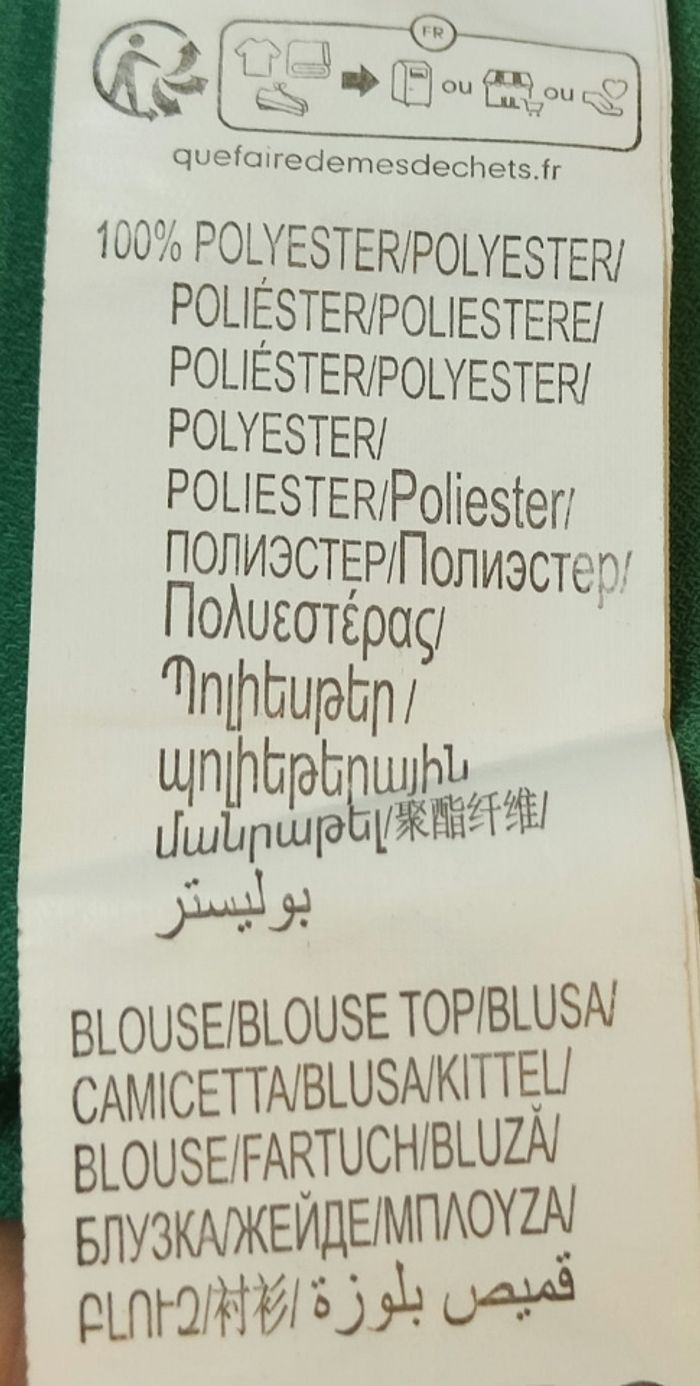 FR
ou ou
quefairedemesdechets.fr
100% POLYESTER/POLYESTER/
POLIÉSTER/POLIESTERE/
POLIÉSTER/POLYESTER/
POLYESTER/
POLIESTER/Poliester/
ПОЛИЭСТЕР/Полиэстер/
Πολυεστέρας/
Պոլիեսթեր/
պոլիեթերային
մանրաթել/聚酯纤维/
بوليستر
BLOUSE/BLOUSE TOP/BLUSA/
CAMICETTA/BLUSA/KITTEL/
BLOUSE/FARTUCH/BLUZĂ/
БЛУЗКА/ЖЕЙДЕ/ΜΠΛΟΥΖΑ/
ԲԼՈՒԶ/衬衫/قميص بلوزة